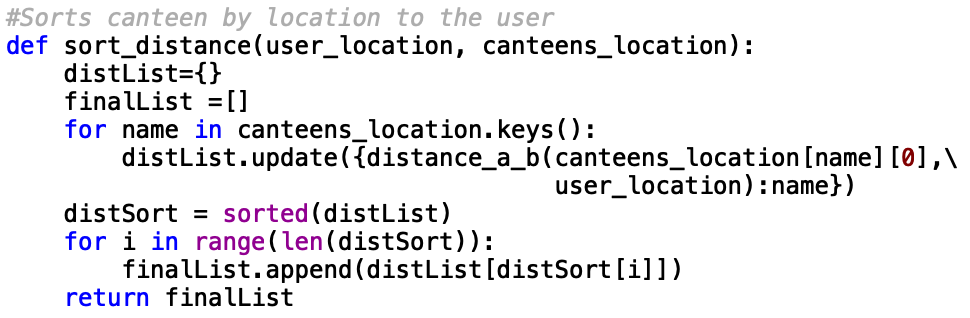 #Sorts canteen by location to the user
def sort_distance(user_location, canteens_location):
    distList={}
    finalList =[]
    for name in canteens_location.keys():
        distList.update({distance_a_b(canteens_location[name][0],\
                                      user_location):name})
    distSort = sorted(distList)
    for i in range(len(distSort)):
        finalList.append(distList[distSort[i]])
    return finalList